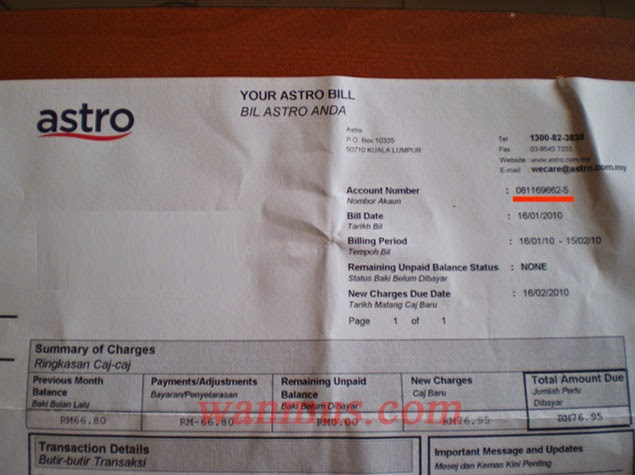 astro
YOUR ASTRO BILL
BIL ASTRO ANDA
Astro
P.O. Box 10335
50710 KUALA LUMPUR
Tel 1300-82-3838
Fax 03-9543 7333
Website : www.astro.com.my
E-mail : wecare@astro.com.my
Account Number : 081169662-5
Nombor Akaun
Bill Date : 16/01/2010
Tarikh Bil
Billing Period : 16/01/10 - 15/02/10
Tempoh Bil
Remaining Unpaid Balance Status : NONE
Status Baki Belum Dibayar
New Charges Due Date : 16/02/2010
Tarikh Matang Caj Baru
Page 1 of 1
Summary of Charges
Ringkasan Caj-caj
Previous Month Balance
Baki Bulan Lalu
RM66.80
Payments/Adjustments
Bayaran/Penyelarasan
RM-66.80
Remaining Unpaid Balance
Baki Belum Dibayar
RM0.00
New Charges
Caj Baru
RM76.95
Total Amount Due
Jumlah Perlu Dibayar
RM76.95
Transaction Details
Butir-butir Transaksi
Important Message and Updates
Mesej dan Kemas Kini Penting